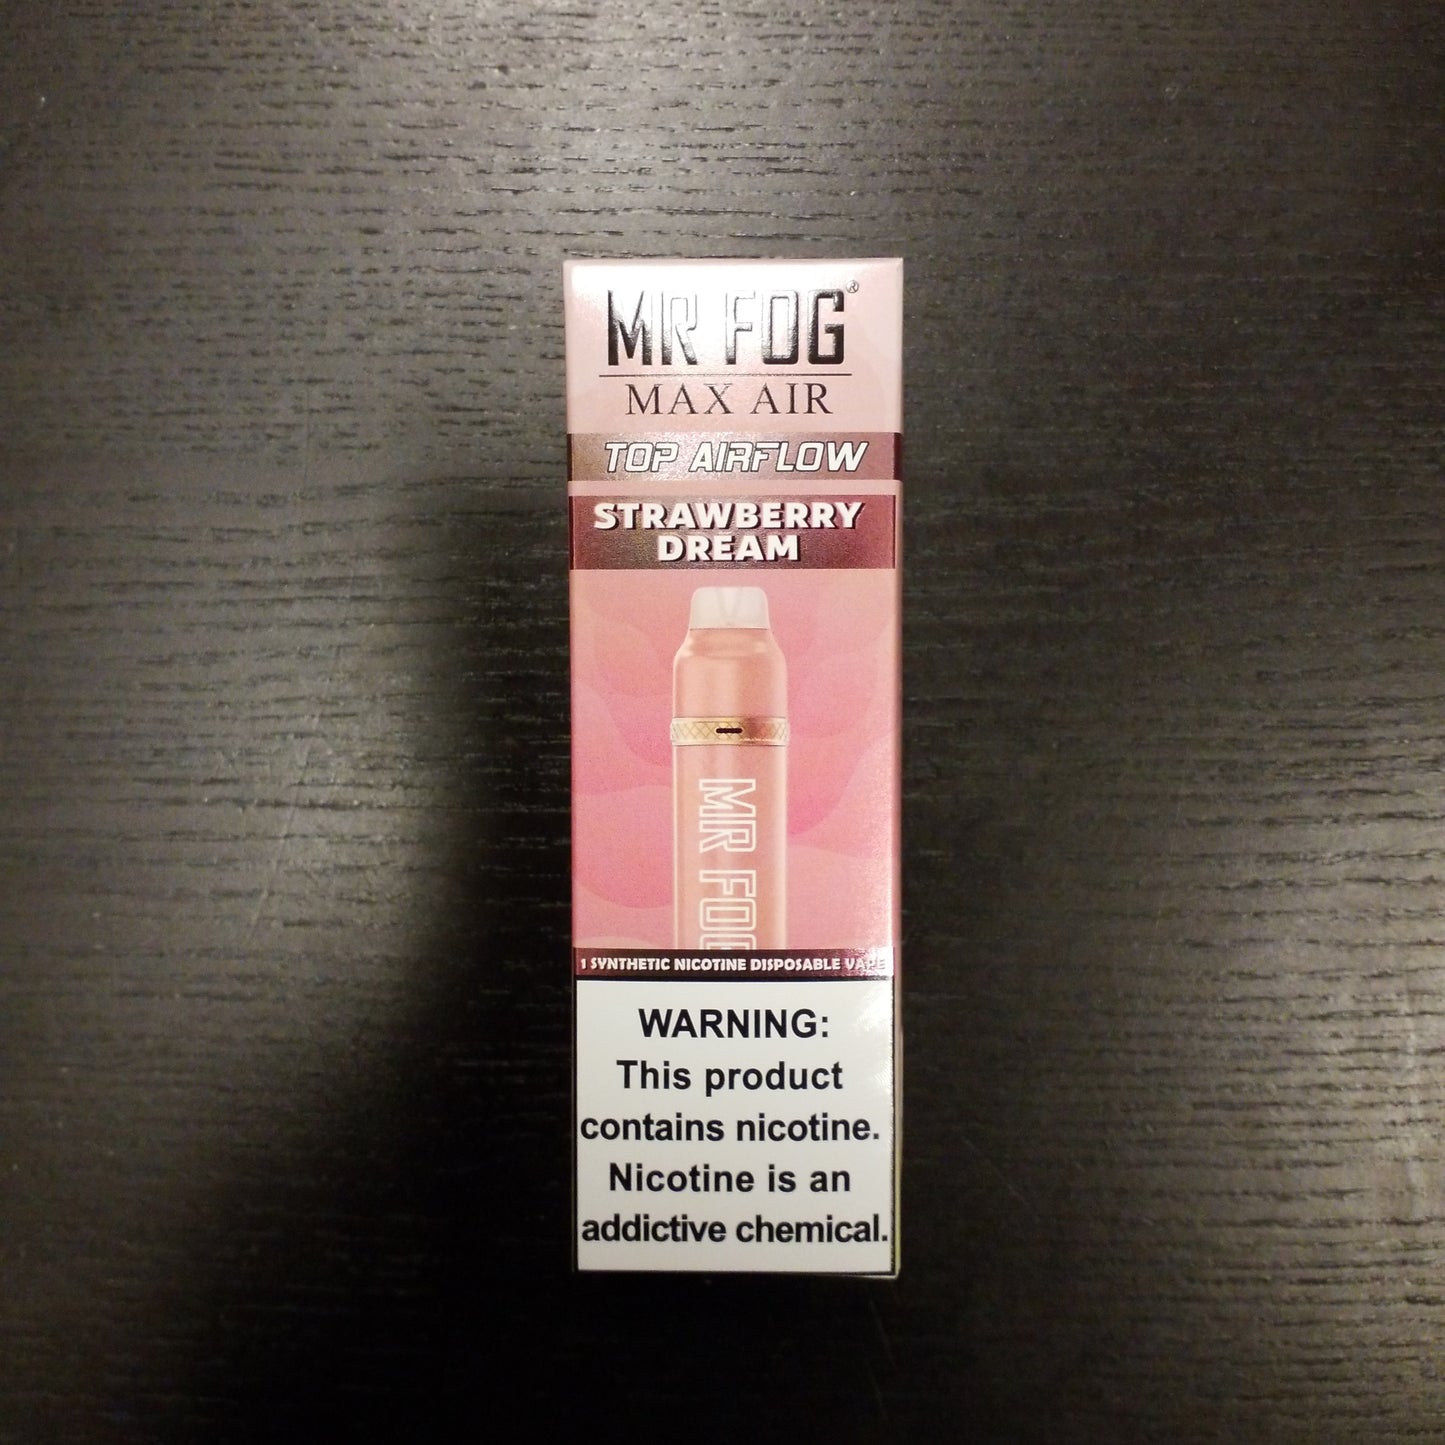 MR FOG®
MAX AIR
TOP AIRFLOW
STRAWBERRY
DREAM
MR FOG
1 SYNTHETIC NICOTINE DISPOSABLE VAPE
WARNING:
This product
contains nicotine.
Nicotine is an
addictive chemical.